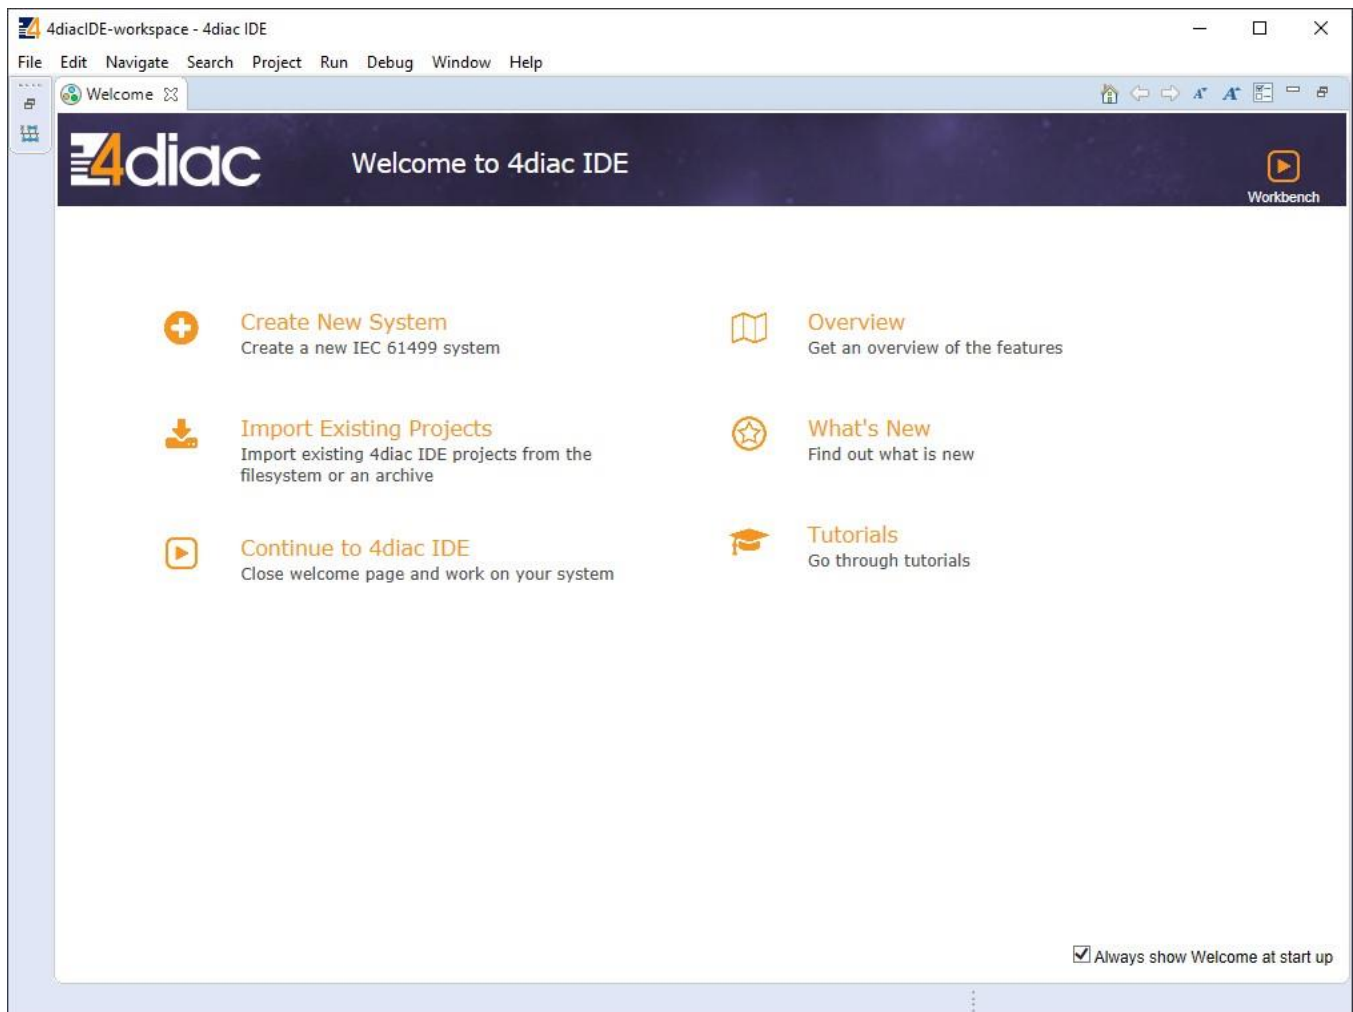 4diacIDE-workspace - 4diac IDE
File Edit Navigate Search Project Run Debug Window Help
Welcome
4diac
Welcome to 4diac IDE
Workbench
Create New System
Create a new IEC 61499 system
Import Existing Projects
Import existing 4diac IDE projects from the
filesystem or an archive
Continue to 4diac IDE
Close welcome page and work on your system
Overview
Get an overview of the features
What's New
Find out what is new
Tutorials
Go through tutorials
Always show Welcome at start up